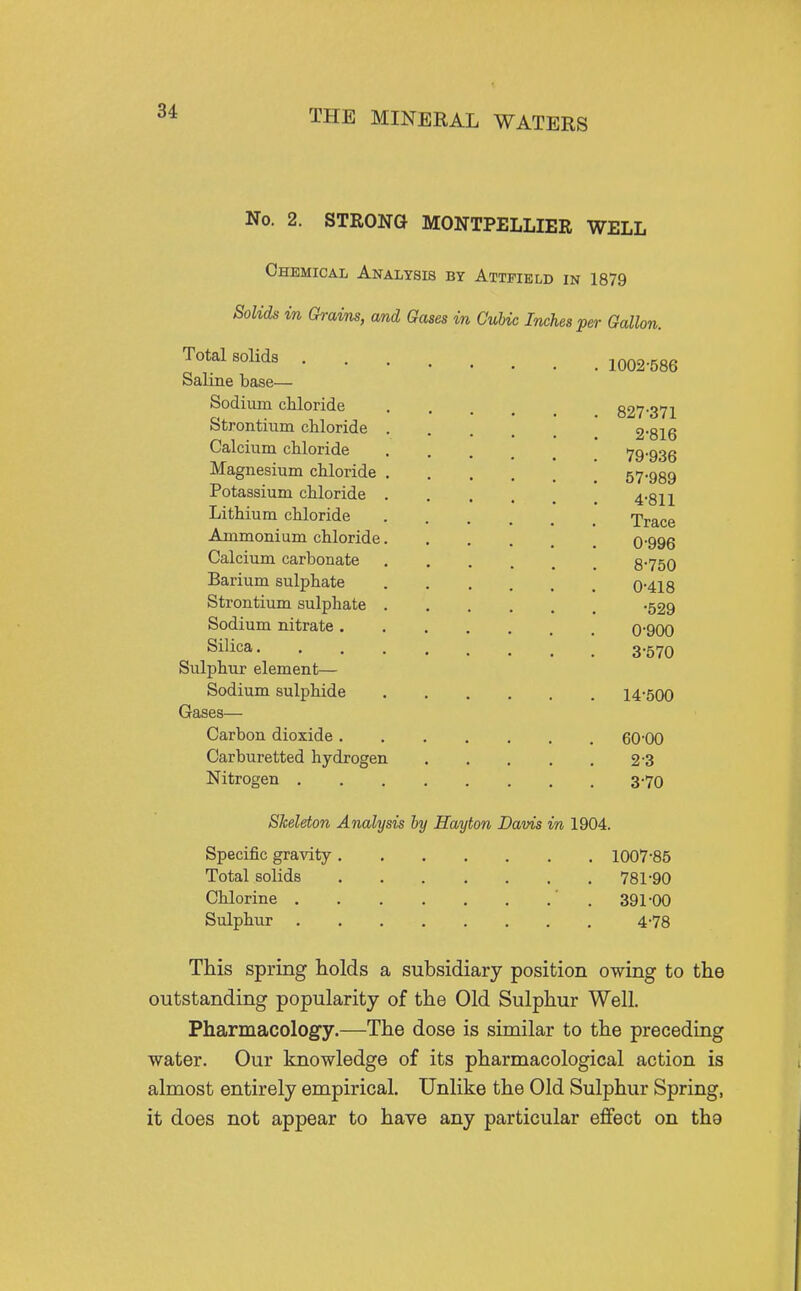 34
THE MINERAL WATERS
No. 2. STRONG MONTPELLIER WELL
Chemical Analysis by Attfield in 1879
Solids in Grains, and Gases in Cubic Inches per Gallon.
Total solids . . . . . . . . 1002·586
Saline base—
Sodium chloride . . . . . . 827·371
Strontium chloride . . . . . . 2·816
Calcium chloride . . . . . . 79·936
Magnesium chloride . . . . . . 57·989
Potassium chloride . . . . . . 4·811
Lithium chloride . . . . . . Trace
Ammonium chloride. . . . . . 0·996
Calcium carbonate . . . . . . 8·750
Barium sulphate . . . . . . 0·418
Strontium sulphate . . . . . . ·529
Sodium nitrate . . . . . . . 0·900
Silica. . . . . . . . . 3·570
Sulphur element—
Sodium sulphide . . . . . . 14·500
Gases—
Carbon dioxide . . . . . . . 60·00
Carburetted hydrogen . . . . . 2·3
Nitrogen . . . . . . . . 3·70
Skeleton Analysis by Hayton Davis in 1904.
Specific gravity . . . . . . . 1007·85
Total solids . . . . . . . 781·90
Chlorine . . . . . . . . 391·00
Sulphur . . . . . . . . 4·78
This spring holds a subsidiary position owing to the
outstanding popularity of the Old Sulphur Well.
Pharmacology.—The dose is similar to the preceding
water. Our knowledge of its pharmacological action is
almost entirely empirical. Unlike the Old Sulphur Spring,
it does not appear to have any particular effect on the